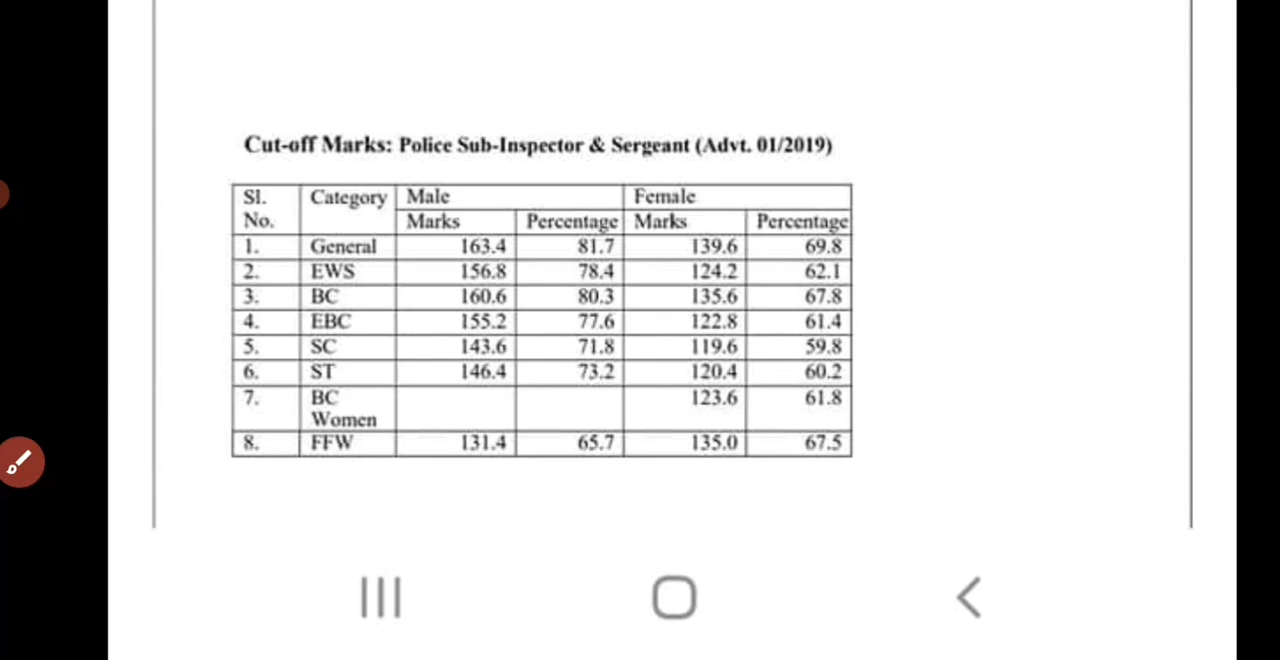 Cut-off Marks: Police Sub-Inspector & Sergeant (Advt. 01/2019)
Sl. No. Category Male Female
Marks Percentage Marks Percentage
1. General 163.4 81.7 139.6 69.8
2. EWS 156.8 78.4 124.2 62.1
3. BC 160.6 80.3 135.6 67.8
4. EBC 155.2 77.6 122.8 61.4
5. SC 143.6 71.8 119.6 59.8
6. ST 146.4 73.2 120.4 60.2
7. BC Women 123.6 61.8
8. FFW 131.4 65.7 135.0 67.5